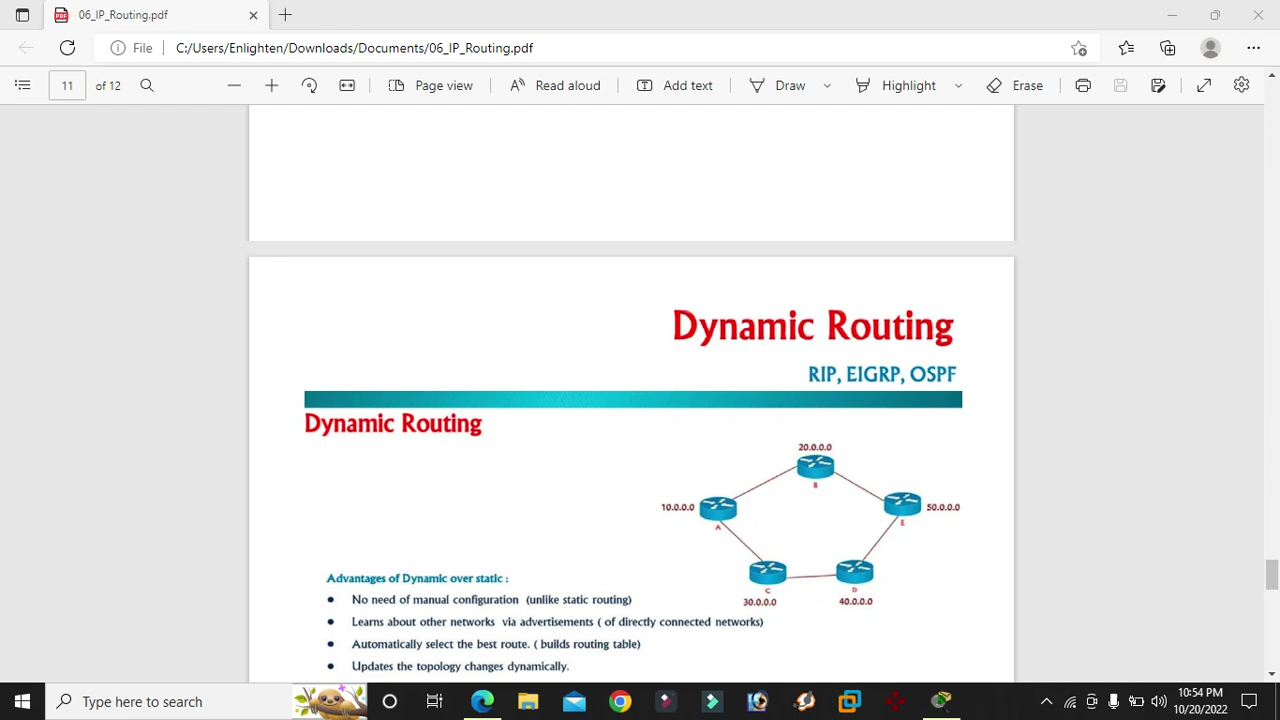 06_IP_Routing.pdf
File C:/Users/Enlighten/Downloads/Documents/06_IP_Routing.pdf
11 of 12 Page view Read aloud Add text Draw Highlight Erase
Dynamic Routing
RIP, EIGRP, OSPF
Dynamic Routing
20.0.0.0
B
10.0.0.0
A
50.0.0.0
E
C
D
30.0.0.0
40.0.0.0
Advantages of Dynamic over static :
● No need of manual configuration (unlike static routing)
● Learns about other networks via advertisements ( of directly connected networks)
● Automatically select the best route. ( builds routing table)
● Updates the topology changes dynamically.
Type here to search
10:54 PM
10/20/2022